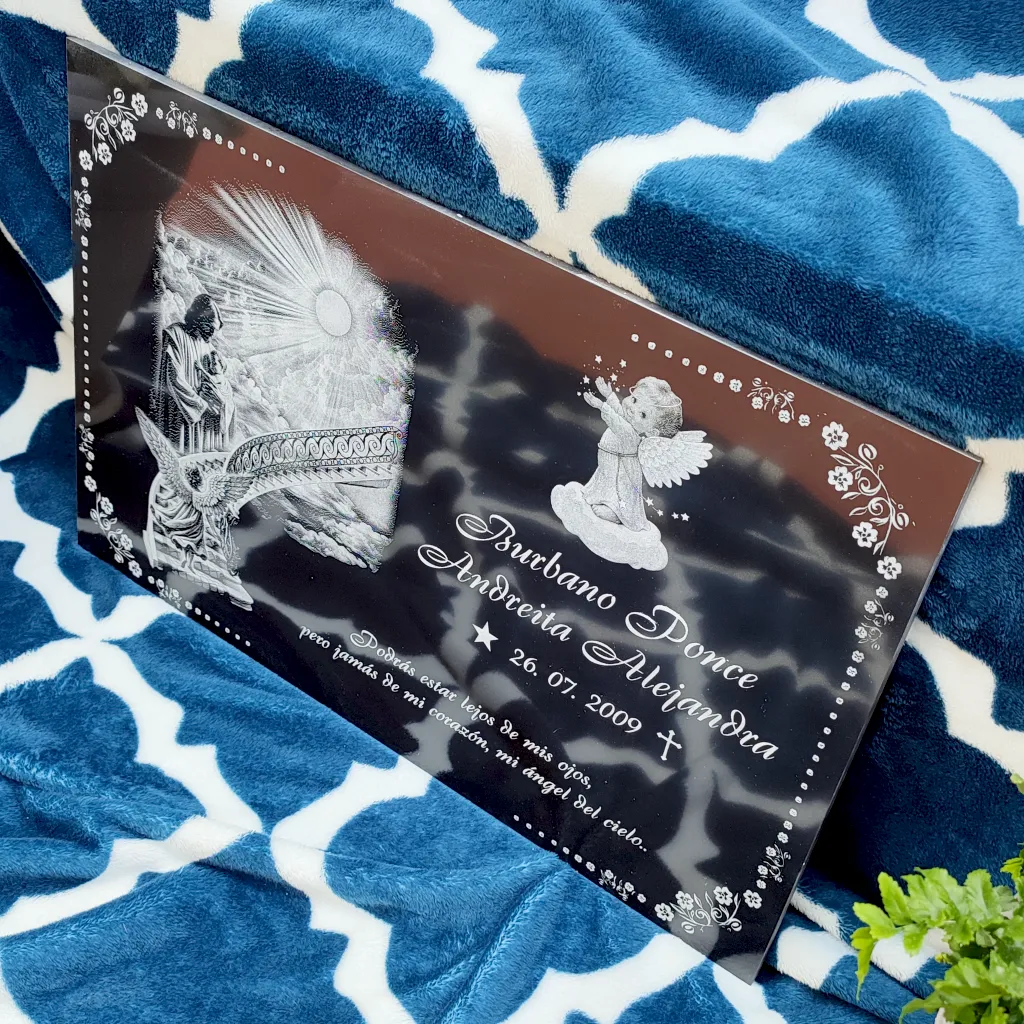 Burbano Ponce
Andreita Alejandra
★ 26. 07. 2009 ✝
Podrás estar lejos de mis ojos,
pero jamás de mi corazón, mi ángel del cielo..